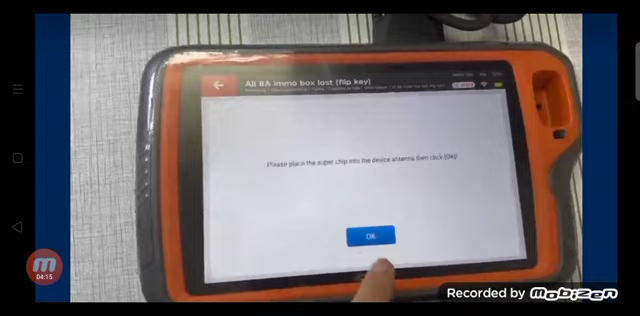 All 8A immo box lost (flip key)
Please place the super chip into the device antenna then click [OK]
OK
04:15
Recorded by mobizen